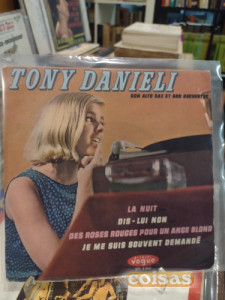 TONY DANIELI
SON ALTO SAX ET SON ORCHESTRE
LA NUIT
DIS-LUI NON
DES ROSES ROUGES POUR UN AMOR BLOND
JE ME SUIS SOUVENT DEMANDÉ
vogue
coisas